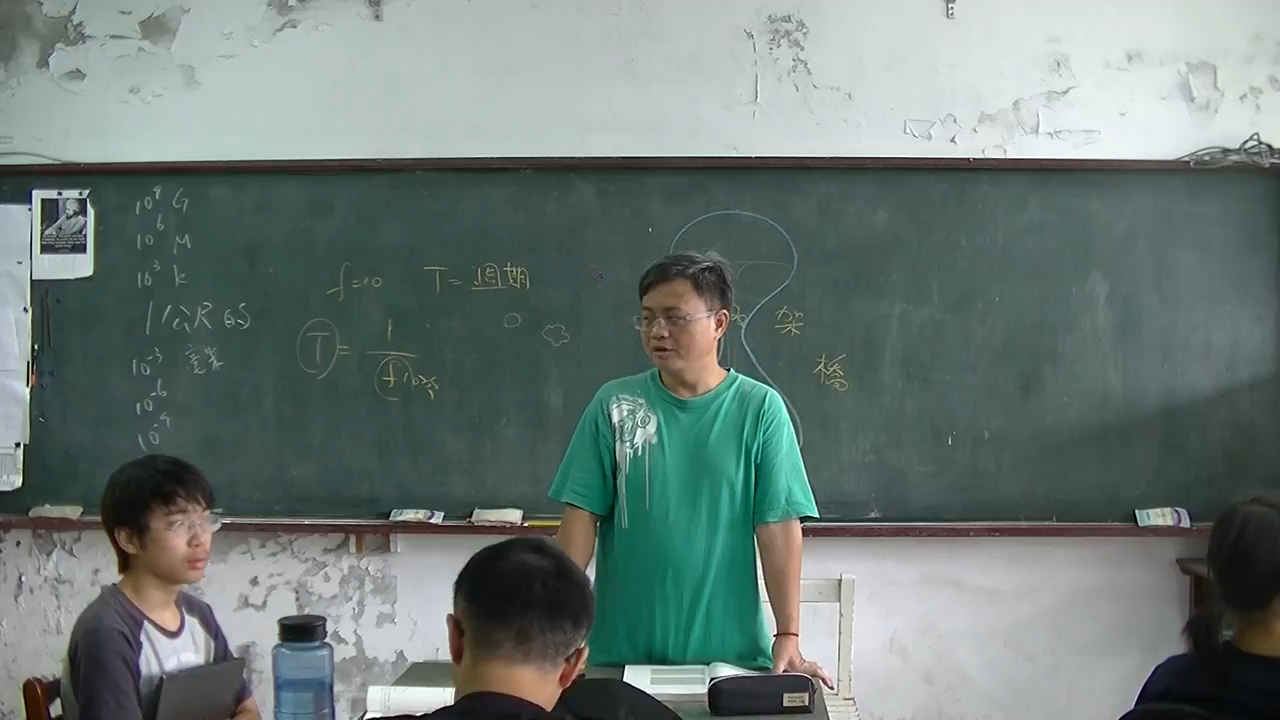 10⁸ G
10⁶ M
10³ k
1 公尺 的S
10⁻³ 毫米
10⁻⁶
10⁻⁹
f=10 T=週期
T= 1/f
架
橋